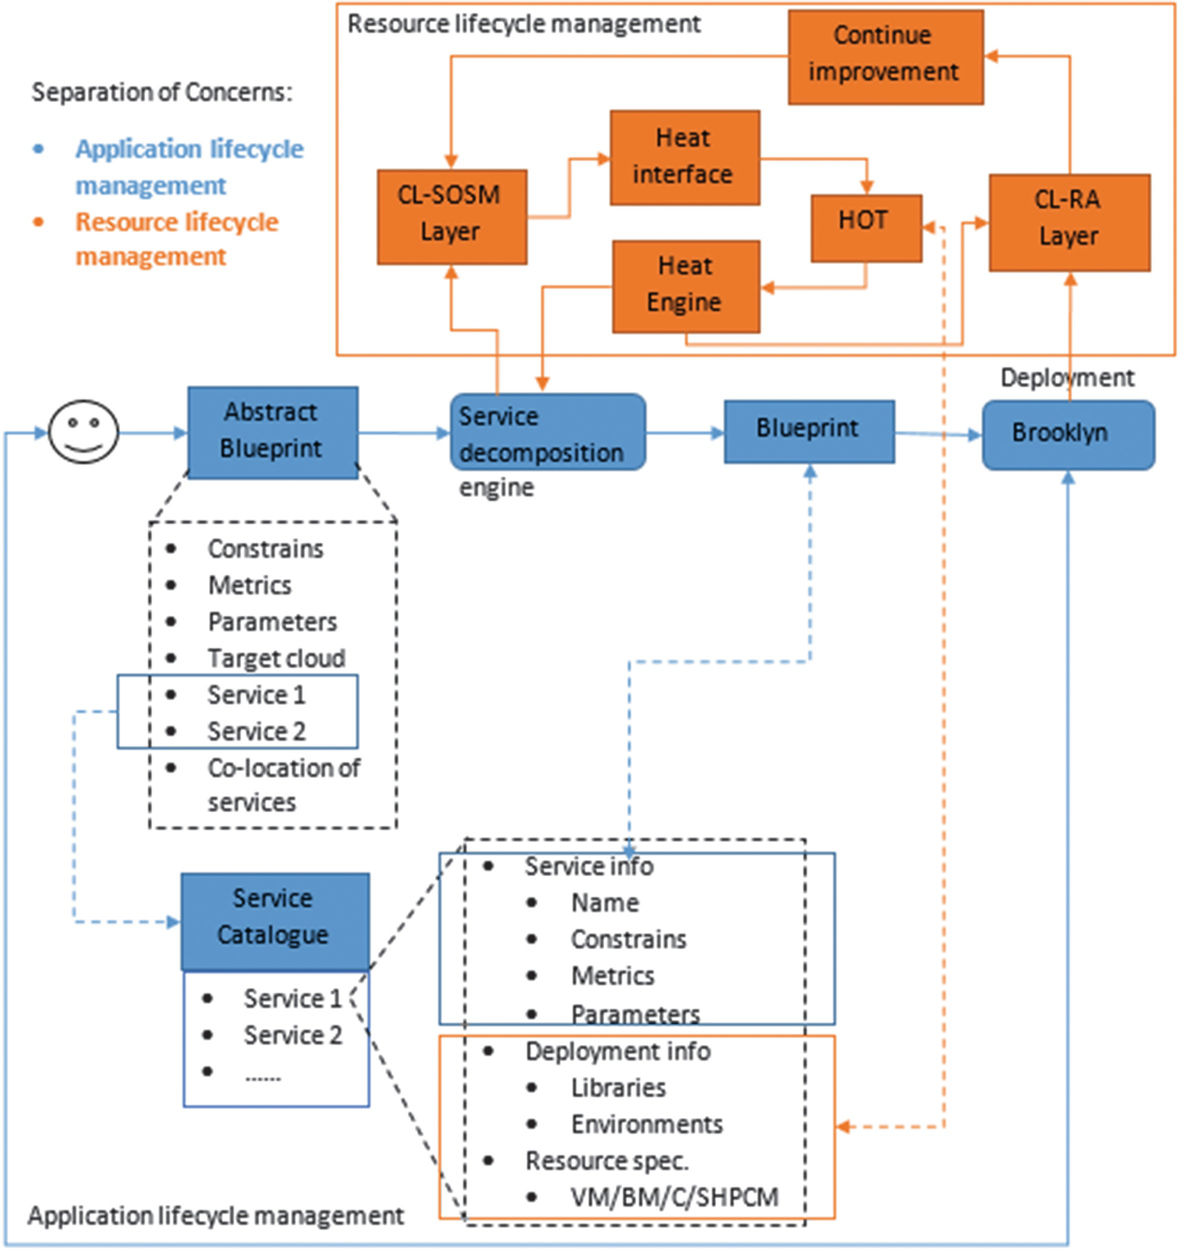 Resource lifecycle management
Continue
improvement
Separation of Concerns:
• Application lifecycle
management
• Resource lifecycle
management
Heat
interface
CL-SOSM
Layer
HOT
CL-RA
Layer
Heat
Engine
Deployment
Abstract
Blueprint
Service
decomposition
engine
Blueprint
Brooklyn
• Constrains
• Metrics
• Parameters
• Target cloud
• Service 1
• Service 2
• Co-location of
services
Service
Catalogue
• Service 1
• Service 2
• ......
• Service info
• Name
• Constrains
• Metrics
• Parameters
• Deployment info
• Libraries
• Environments
• Resource spec.
• VM/BM/C/SHPCM
Application lifecycle management